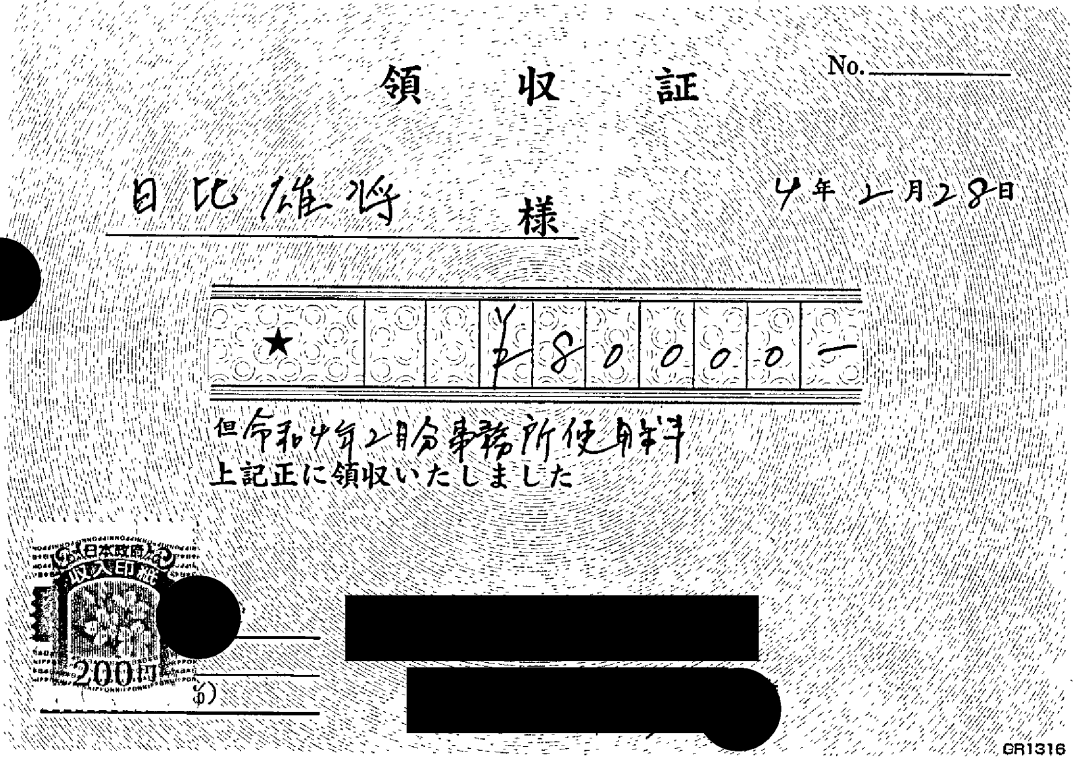 領収証
No.
日比雄将 様
4年2月28日
★ ¥80000-
但 令和4年2月分事務所使用料
上記正に領収いたしました
日本政府
収入印紙
200円
%)
GR1316